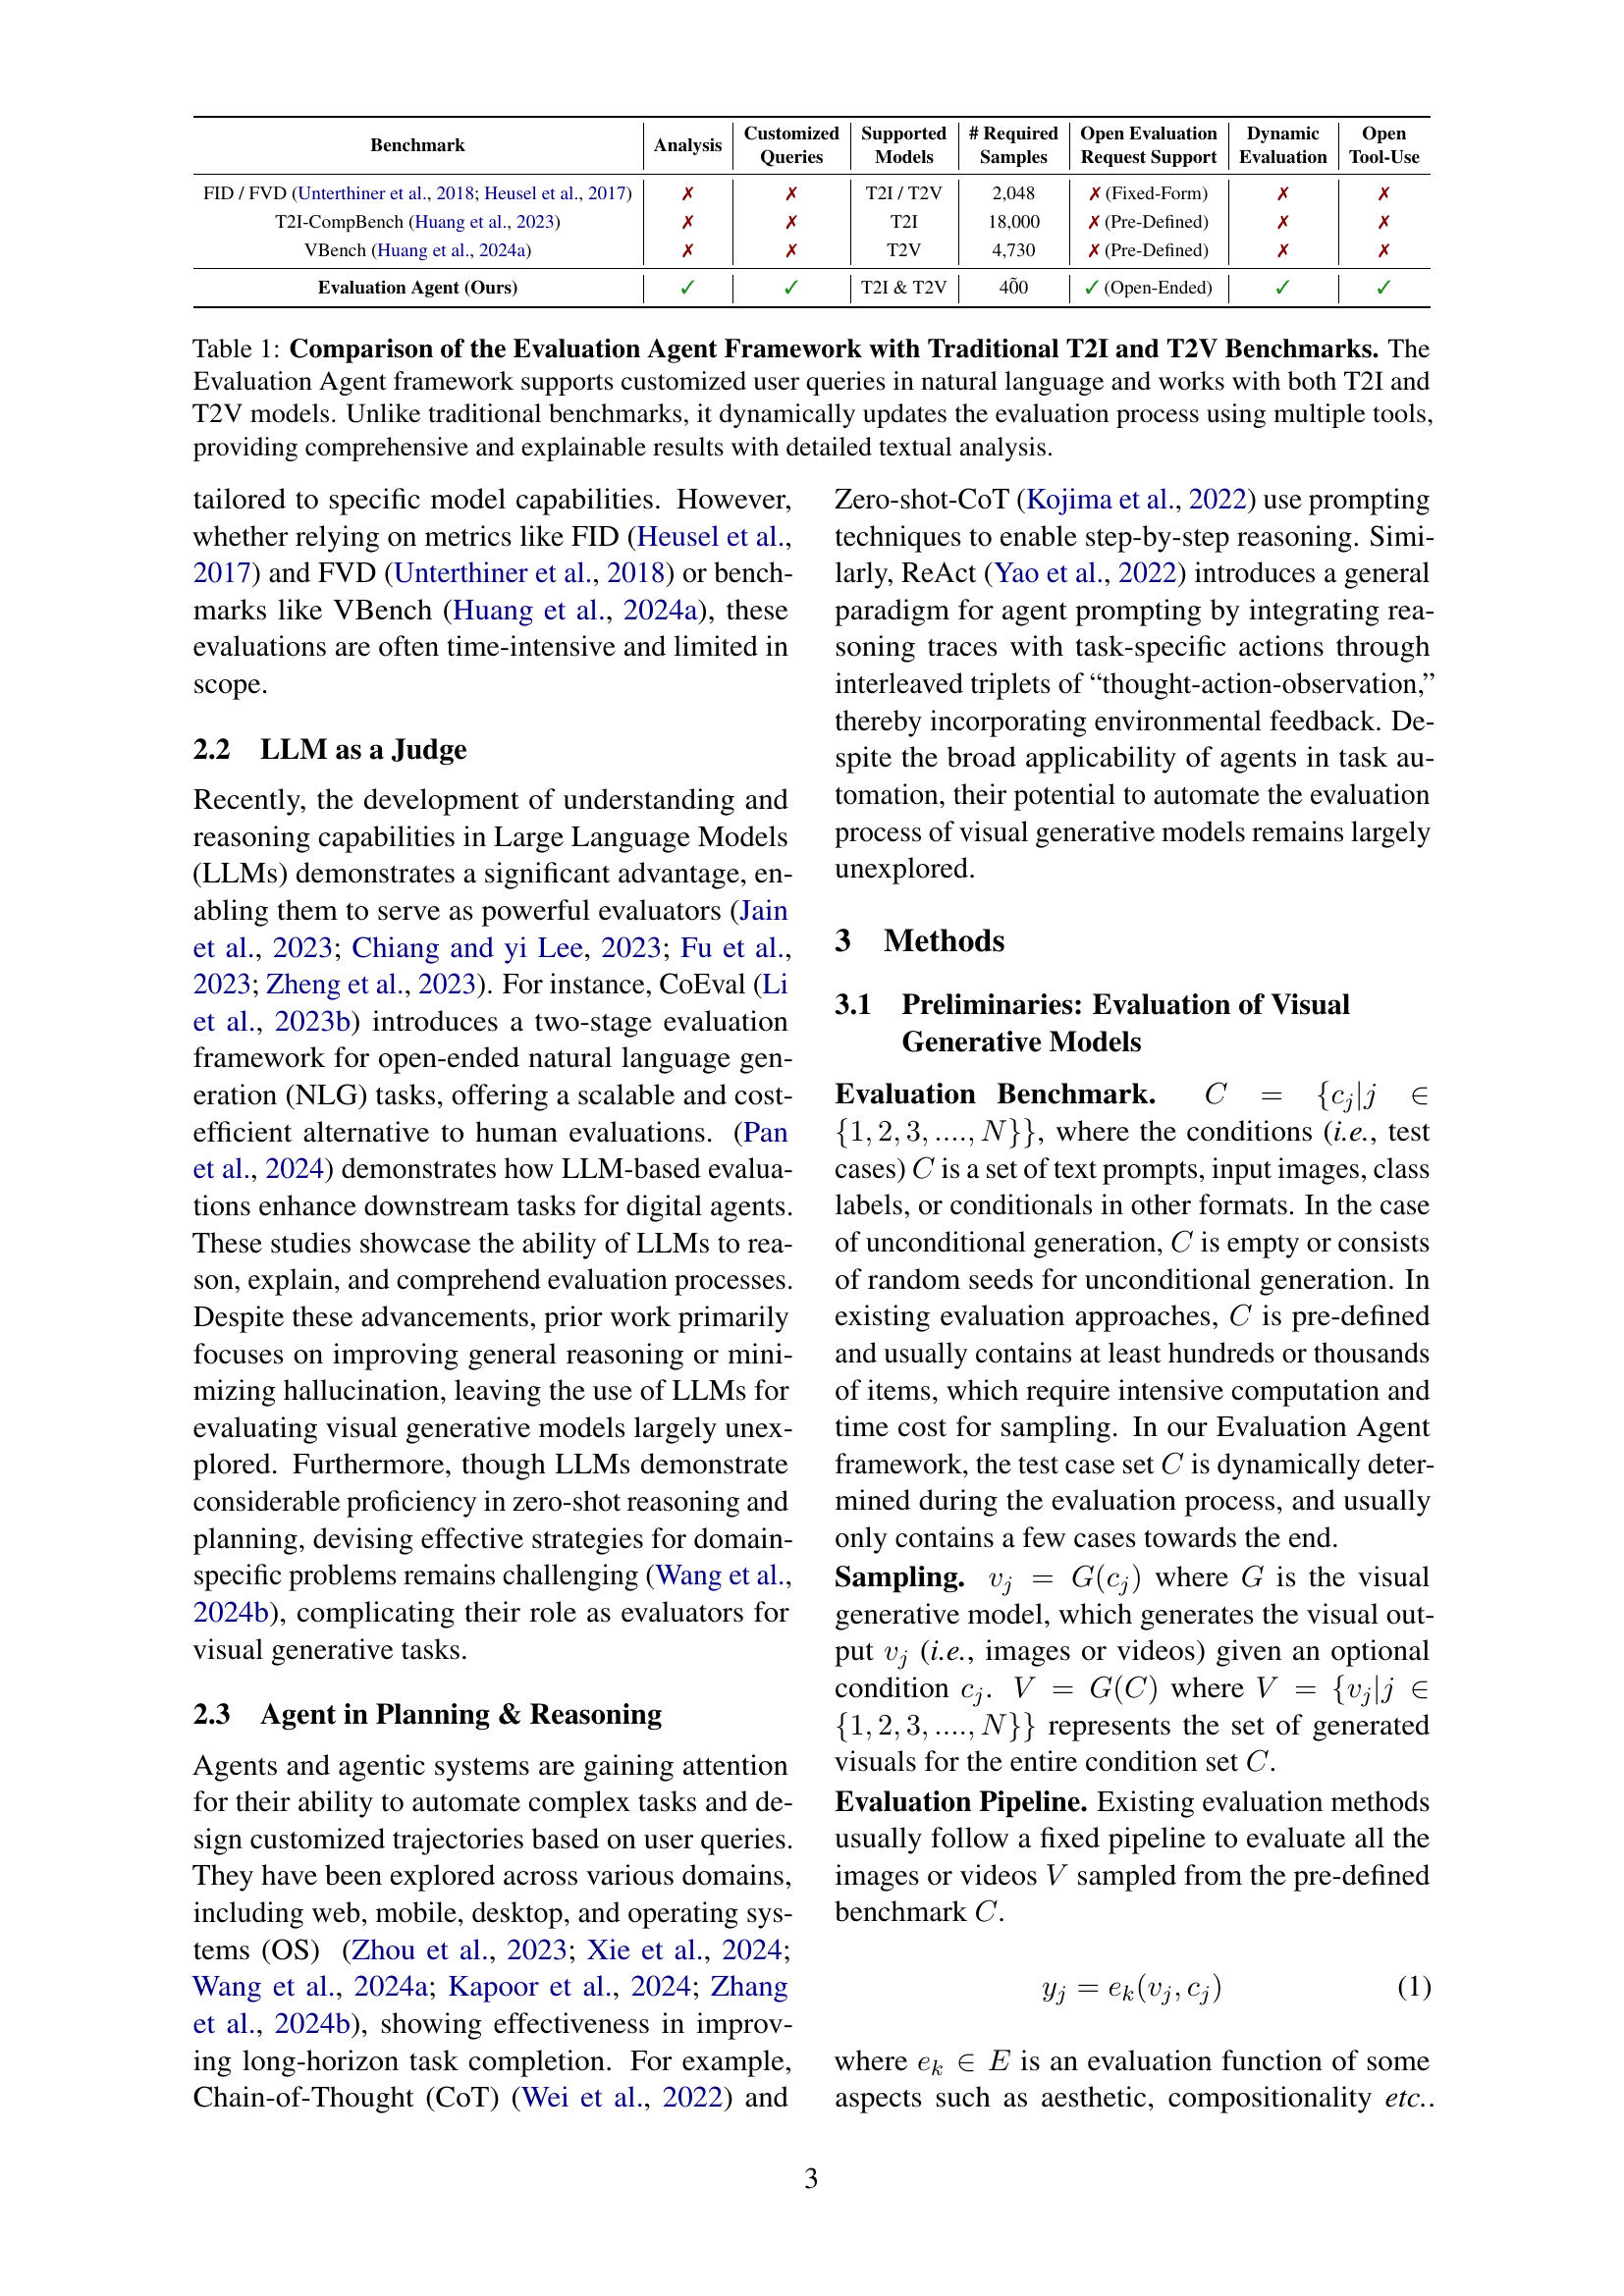 Benchmark Analysis Customized Queries Supported Models # Required Samples Open Evaluation Request Support Dynamic Evaluation Open Tool-Use
FID / FVD (Unterthiner et al., 2018; Heusel et al., 2017) ✗ ✗ T2I / T2V 2,048 ✗ (Fixed-Form) ✗ ✗
T2I-CompBench (Huang et al., 2023) ✗ ✗ T2I 18,000 ✗ (Pre-Defined) ✗ ✗
VBench (Huang et al., 2024a) ✗ ✗ T2V 4,730 ✗ (Pre-Defined) ✗ ✗
Evaluation Agent (Ours) ✓ ✓ T2I & T2V 40̃0 ✓ (Open-Ended) ✓ ✓
Table 1: Comparison of the Evaluation Agent Framework with Traditional T2I and T2V Benchmarks. The
Evaluation Agent framework supports customized user queries in natural language and works with both T2I and
T2V models. Unlike traditional benchmarks, it dynamically updates the evaluation process using multiple tools,
providing comprehensive and explainable results with detailed textual analysis.
tailored to specific model capabilities. However,
whether relying on metrics like FID (Heusel et al.,
2017) and FVD (Unterthiner et al., 2018) or bench-
marks like VBench (Huang et al., 2024a), these
evaluations are often time-intensive and limited in
scope.
2.2 LLM as a Judge
Recently, the development of understanding and
reasoning capabilities in Large Language Models
(LLMs) demonstrates a significant advantage, en-
abling them to serve as powerful evaluators (Jain
et al., 2023; Chiang and yi Lee, 2023; Fu et al.,
2023; Zheng et al., 2023). For instance, CoEval (Li
et al., 2023b) introduces a two-stage evaluation
framework for open-ended natural language gen-
eration (NLG) tasks, offering a scalable and cost-
efficient alternative to human evaluations. (Pan
et al., 2024) demonstrates how LLM-based evalua-
tions enhance downstream tasks for digital agents.
These studies showcase the ability of LLMs to rea-
son, explain, and comprehend evaluation processes.
Despite these advancements, prior work primarily
focuses on improving general reasoning or mini-
mizing hallucination, leaving the use of LLMs for
evaluating visual generative models largely unex-
plored. Furthermore, though LLMs demonstrate
considerable proficiency in zero-shot reasoning and
planning, devising effective strategies for domain-
specific problems remains challenging (Wang et al.,
2024b), complicating their role as evaluators for
visual generative tasks.
2.3 Agent in Planning & Reasoning
Agents and agentic systems are gaining attention
for their ability to automate complex tasks and de-
sign customized trajectories based on user queries.
They have been explored across various domains,
including web, mobile, desktop, and operating sys-
tems (OS) (Zhou et al., 2023; Xie et al., 2024;
Wang et al., 2024a; Kapoor et al., 2024; Zhang
et al., 2024b), showing effectiveness in improv-
ing long-horizon task completion. For example,
Chain-of-Thought (CoT) (Wei et al., 2022) and
Zero-shot-CoT (Kojima et al., 2022) use prompting
techniques to enable step-by-step reasoning. Simi-
larly, ReAct (Yao et al., 2022) introduces a general
paradigm for agent prompting by integrating rea-
soning traces with task-specific actions through
interleaved triplets of “thought-action-observation,”
thereby incorporating environmental feedback. De-
spite the broad applicability of agents in task au-
tomation, their potential to automate the evaluation
process of visual generative models remains largely
unexplored.
3 Methods
3.1 Preliminaries: Evaluation of Visual
Generative Models
Evaluation Benchmark. C = {c_j|j ∈
{1, 2, 3, ...., N}}, where the conditions (i.e., test
cases) C is a set of text prompts, input images, class
labels, or conditionals in other formats. In the case
of unconditional generation, C is empty or consists
of random seeds for unconditional generation. In
existing evaluation approaches, C is pre-defined
and usually contains at least hundreds or thousands
of items, which require intensive computation and
time cost for sampling. In our Evaluation Agent
framework, the test case set C is dynamically deter-
mined during the evaluation process, and usually
only contains a few cases towards the end.
Sampling. v_j = G(c_j) where G is the visual
generative model, which generates the visual out-
put v_j (i.e., images or videos) given an optional
condition c_j. V = G(C) where V = {v_j|j ∈
{1, 2, 3, ...., N}} represents the set of generated
visuals for the entire condition set C.
Evaluation Pipeline. Existing evaluation methods
usually follow a fixed pipeline to evaluate all the
images or videos V sampled from the pre-defined
benchmark C.
y_j = e_k(v_j, c_j) (1)
where e_k ∈ E is an evaluation function of some
aspects such as aesthetic, compositionality etc..
3